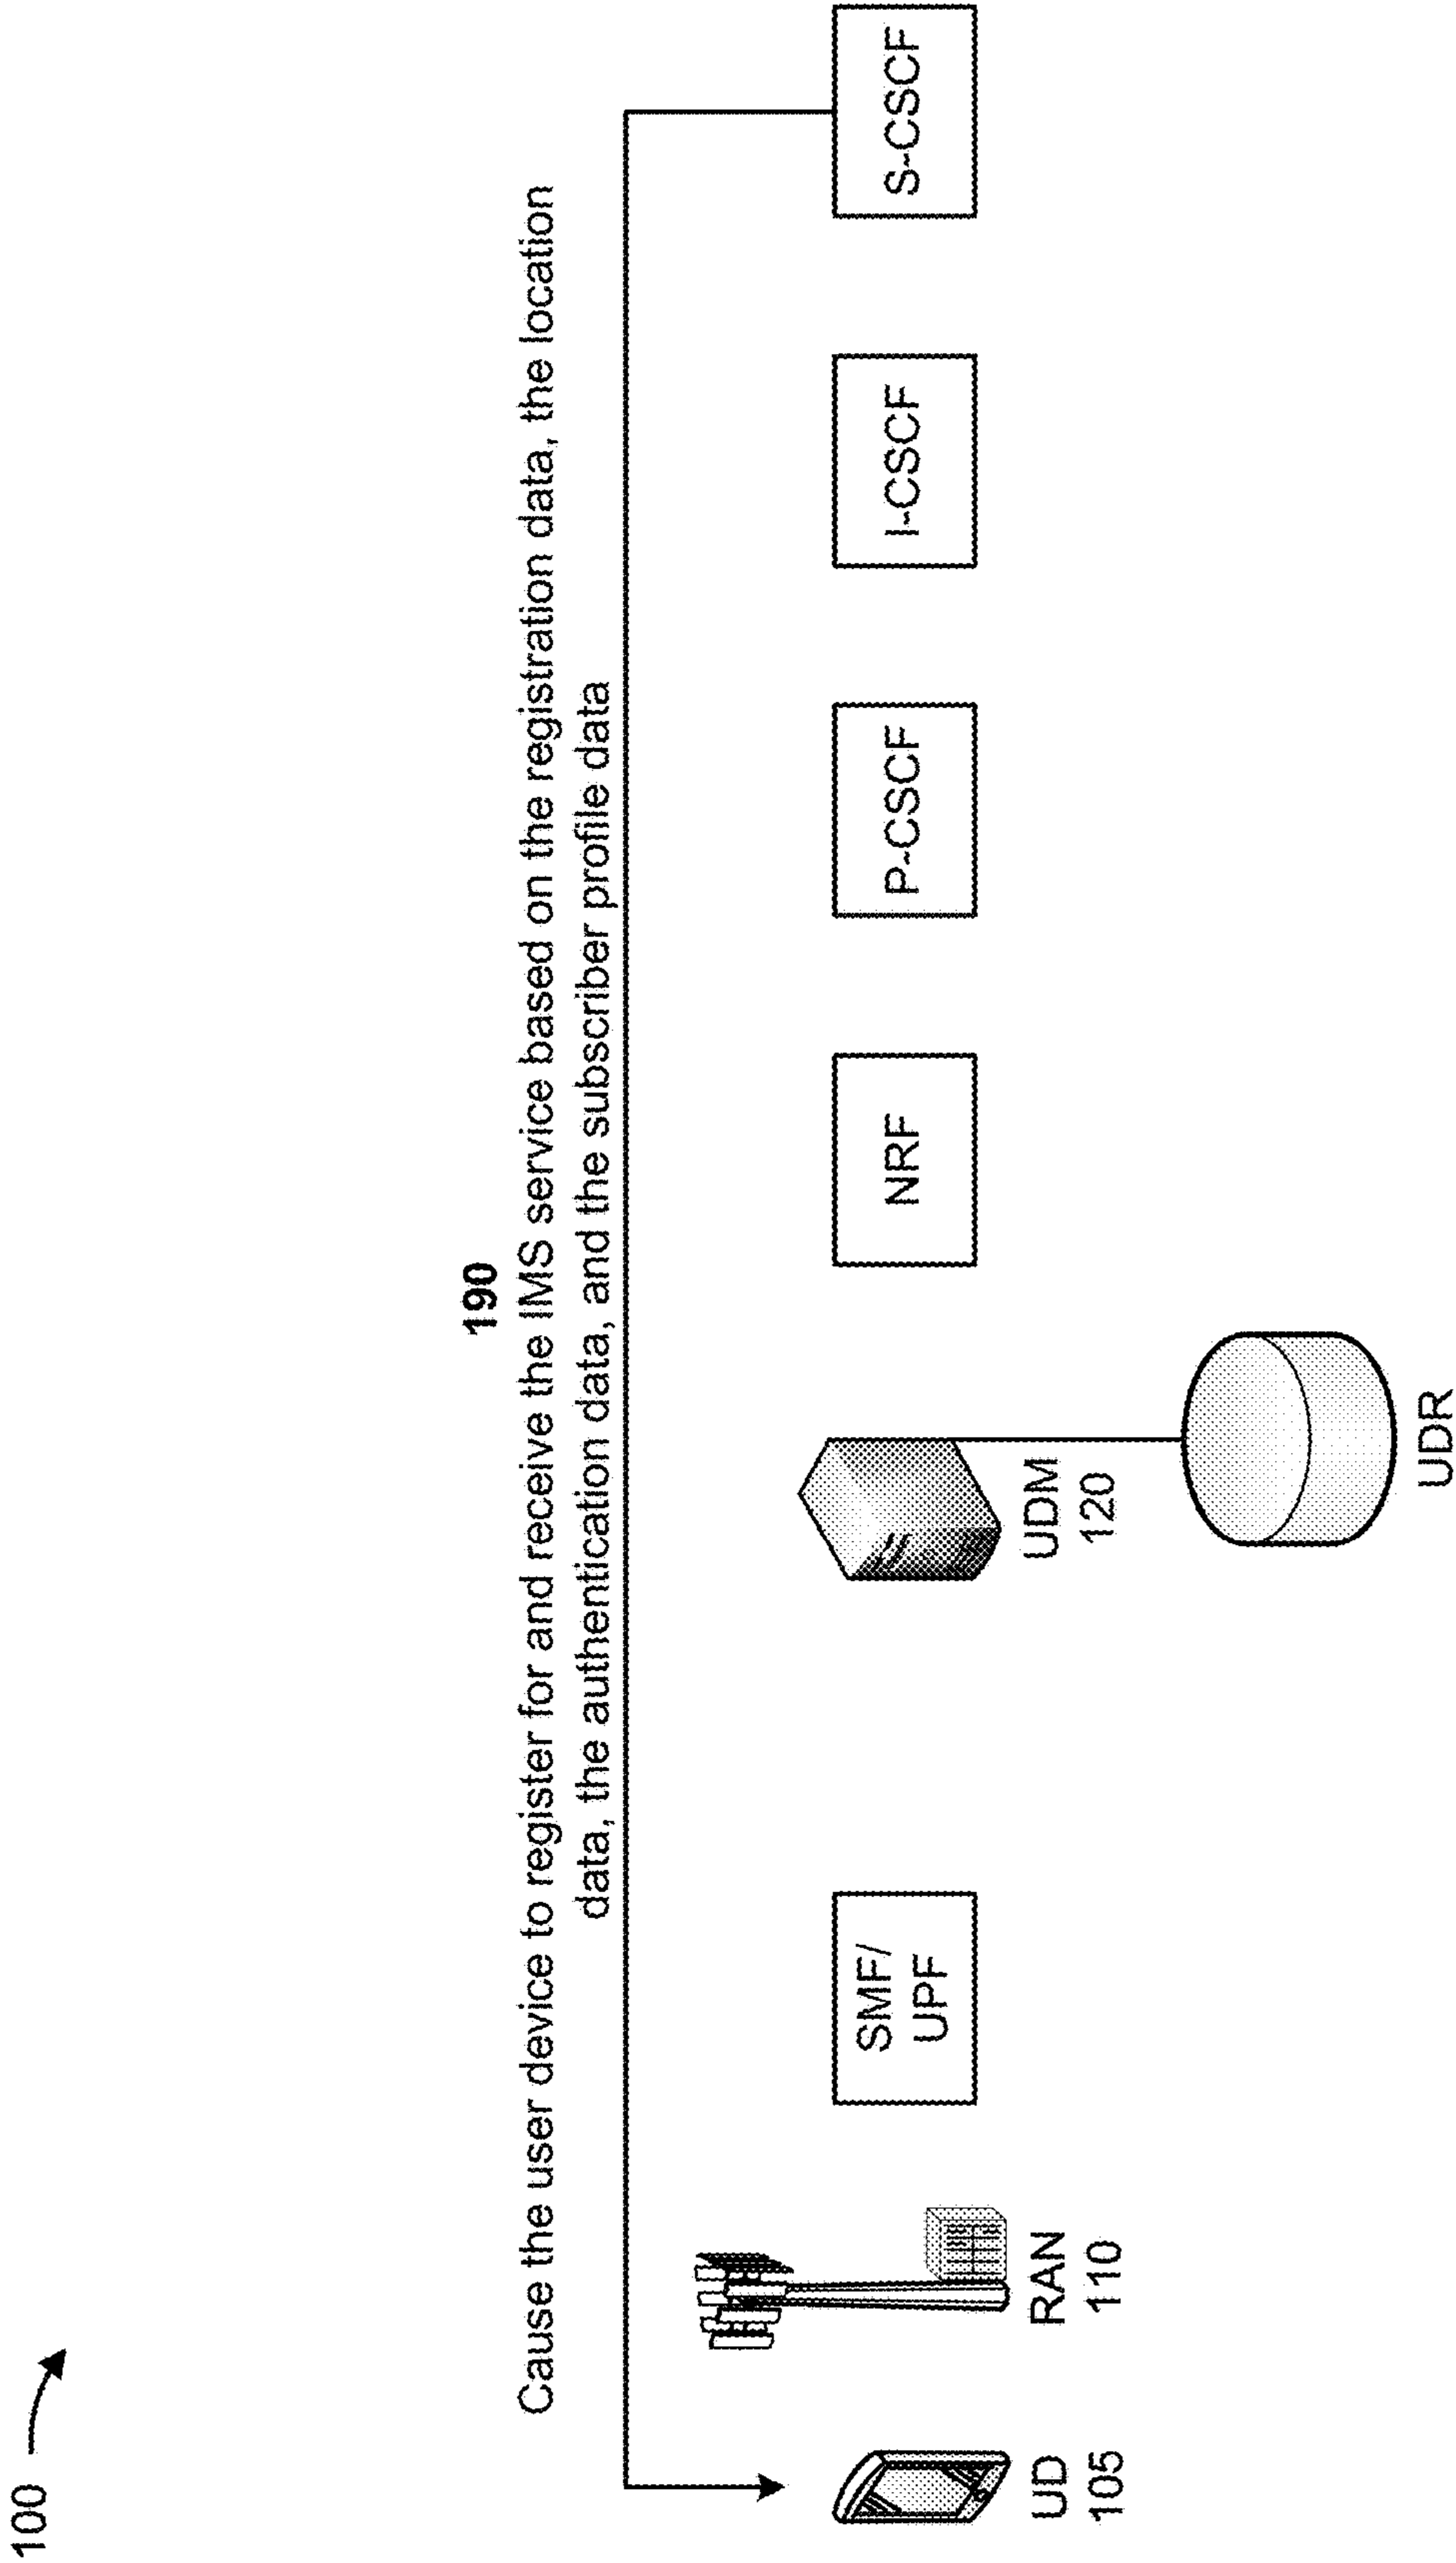 100
190
Cause the user device to register for and receive the IMS service based on the registration data, the location
data, the authentication data, and the subscriber profile data
SMF/
UPF
NRF
P-CSCF
I-CSCF
S-CSCF
UD
105
RAN
110
UDM
120
UDR